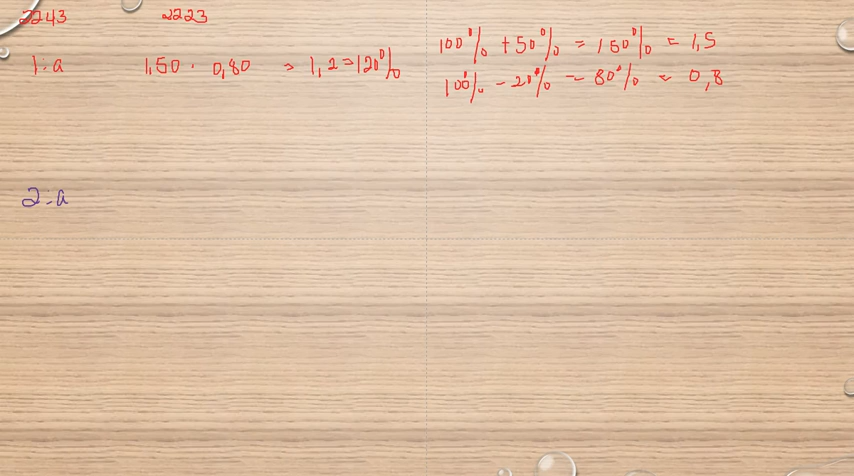 2243 2223
1:a 1,50 · 0,80 = 1,2 = 120%
100% + 50% = 150% = 1,5
100% - 20% = 80% = 0,8
2:a